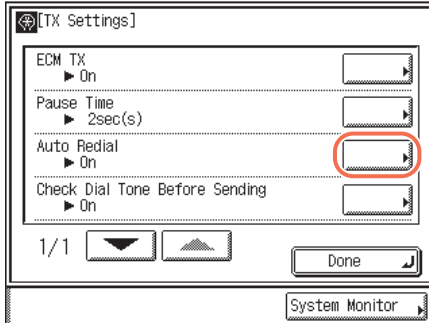 [TX Settings]
ECM TX
▶ On
Pause Time
▶ 2sec(s)
Auto Redial
▶ On
Check Dial Tone Before Sending
▶ On
1/1
Done
System Monitor